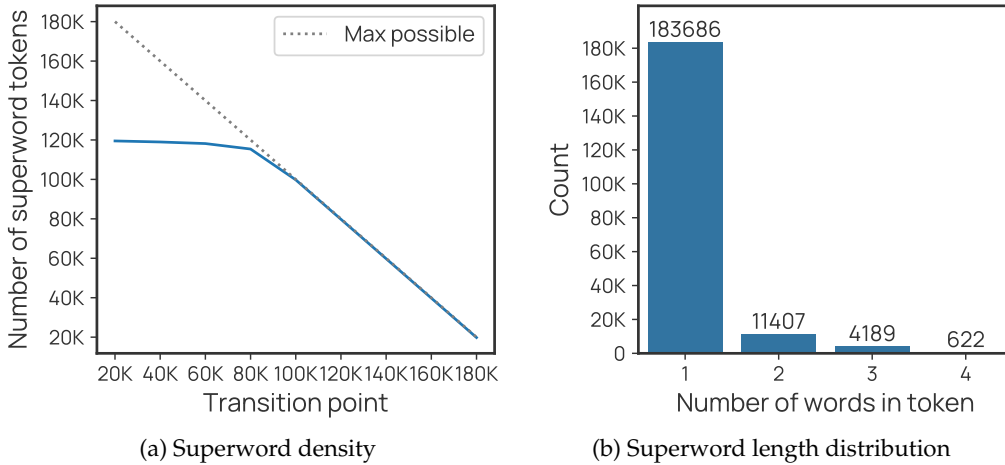 Number of superword tokens
180K
160K
140K
120K
100K
80K
60K
40K
20K
Max possible
20K 40K 60K 80K 100K 120K 140K 160K 180K
Transition point
(a) Superword density
Count
180K
160K
140K
120K
100K
80K
60K
40K
20K
0
183686
11407
4189
622
1 2 3 4
Number of words in token
(b) Superword length distribution